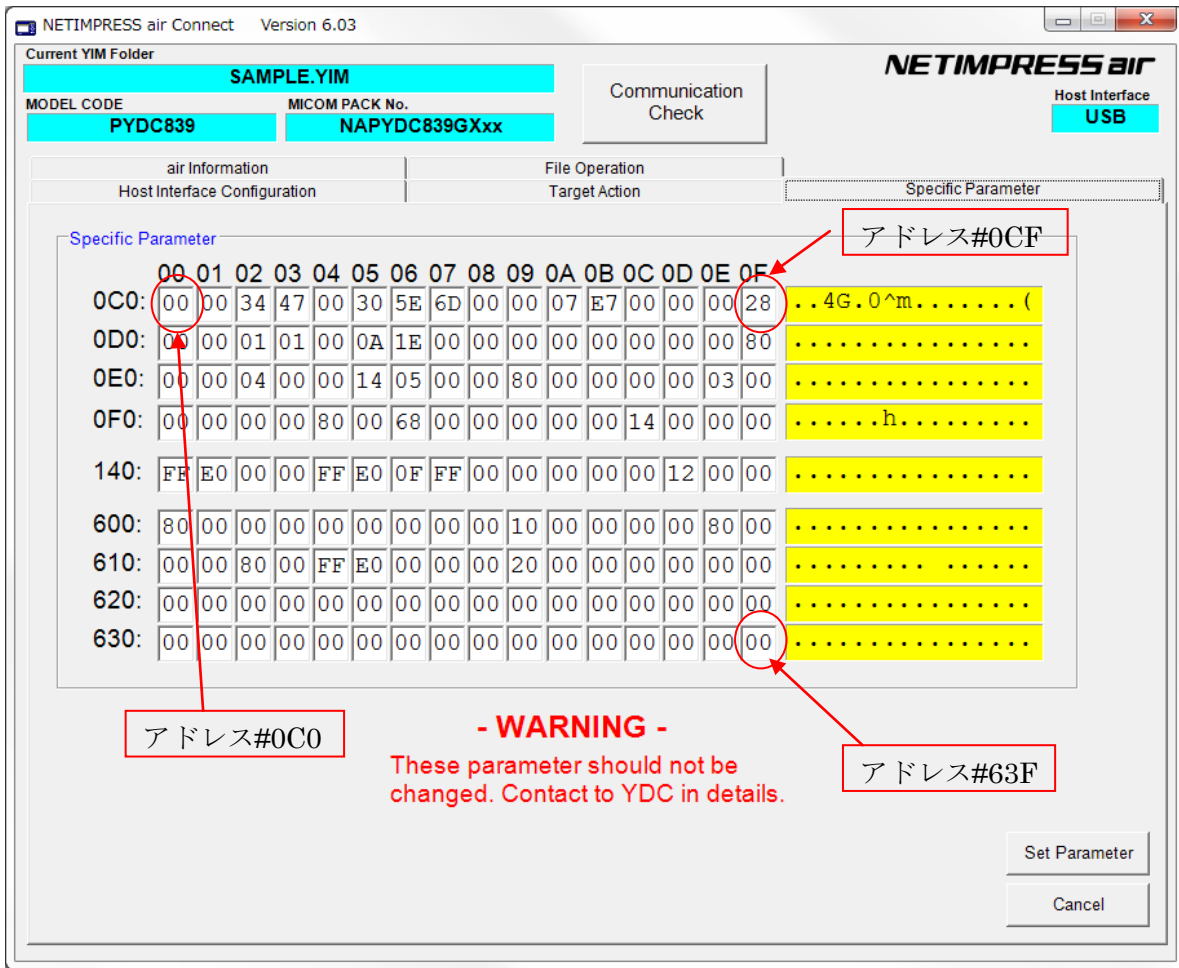 NETIMPRESS air Connect Version 6.03
Current YIM Folder
SAMPLE.YIM
MODEL CODE
MICOM PACK No.
PYDC839
NAPYDC839GXxx
Communication
Check
NETIMPRESS air
Host Interface
USB
air Information
File Operation
Host Interface Configuration
Target Action
Specific Parameter
アドレス#0CF
Specific Parameter
00 01 02 03 04 05 06 07 08 09 0A 0B 0C 0D 0E 0F
0C0: 00 00 34 47 00 30 5E 6D 00 00 07 E7 00 00 00 28 ..4G.0^m.......(
0D0: 00 00 01 01 00 0A 1E 00 00 00 00 00 00 00 00 80 ................
0E0: 00 00 04 00 00 14 05 00 00 80 00 00 00 00 03 00 ................
0F0: 00 00 00 00 80 00 68 00 00 00 00 00 14 00 00 00 ......h.........
140: FF E0 00 00 FF E0 0F FF 00 00 00 00 00 12 00 00 ................
600: 80 00 00 00 00 00 00 00 00 10 00 00 00 00 80 00 ................
610: 00 00 80 00 FF E0 00 00 00 20 00 00 00 00 00 00 ......... ......
620: 00 00 00 00 00 00 00 00 00 00 00 00 00 00 00 00 ................
630: 00 00 00 00 00 00 00 00 00 00 00 00 00 00 00 00 ................
アドレス#0C0
- WARNING -
These parameter should not be
changed. Contact to YDC in details.
アドレス#63F
Set Parameter
Cancel